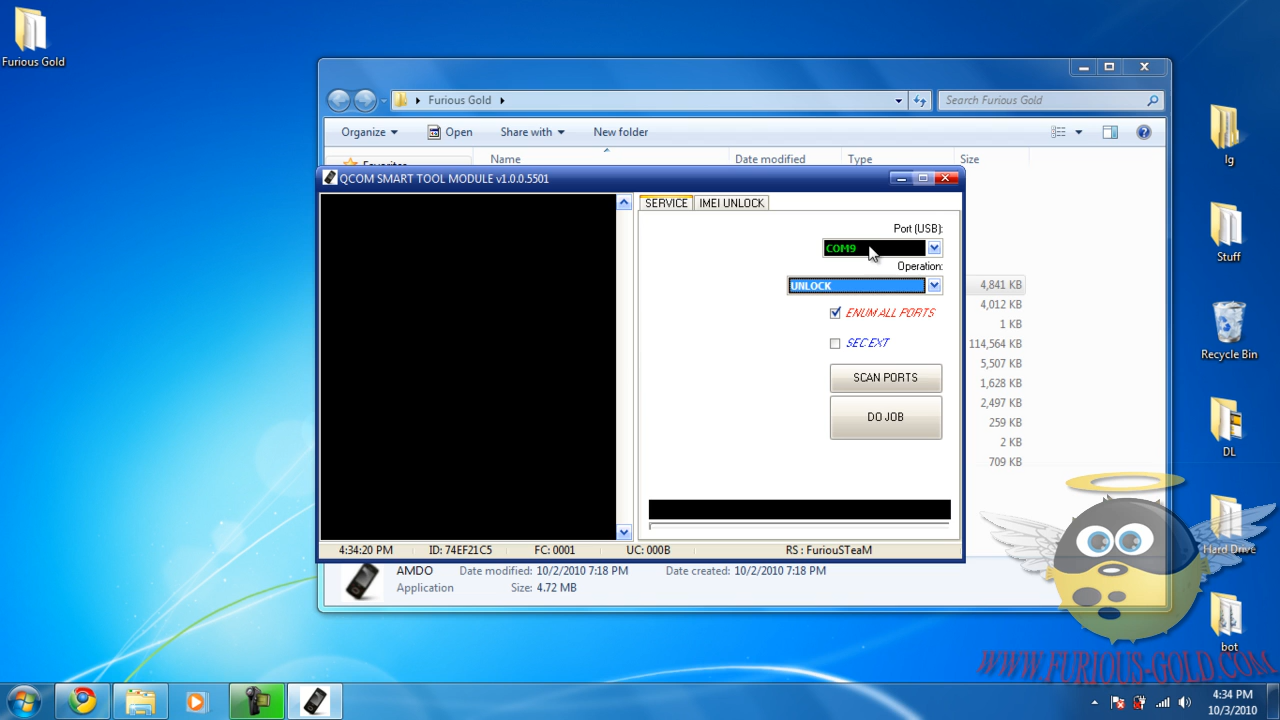 Furious Gold
Furious Gold
Search Furious Gold
Organize
Open
Share with
New folder
Favorites
Name
Date modified
Type
Size
QCOM SMART TOOL MODULE v1.0.0.5501
SERVICE
IMEI UNLOCK
Port (USB):
COM9
Operation:
UNLOCK
ENUM ALL PORTS
SEC EXT
SCAN PORTS
DO JOB
4,841 KB
4,012 KB
1 KB
114,564 KB
5,507 KB
1,628 KB
2,497 KB
259 KB
2 KB
709 KB
4:34:20 PM
ID: 74EF21C5
FC: 0001
UC: 000B
RS : FuriouSTeaM
AMDO
Date modified: 10/2/2010 7:18 PM
Date created: 10/2/2010 7:18 PM
Application
Size: 4.72 MB
lg
Stuff
Recycle Bin
DL
Hard Drive
bot
WWW.FURIOUS-GOLD.COM
4:34 PM
10/3/2010